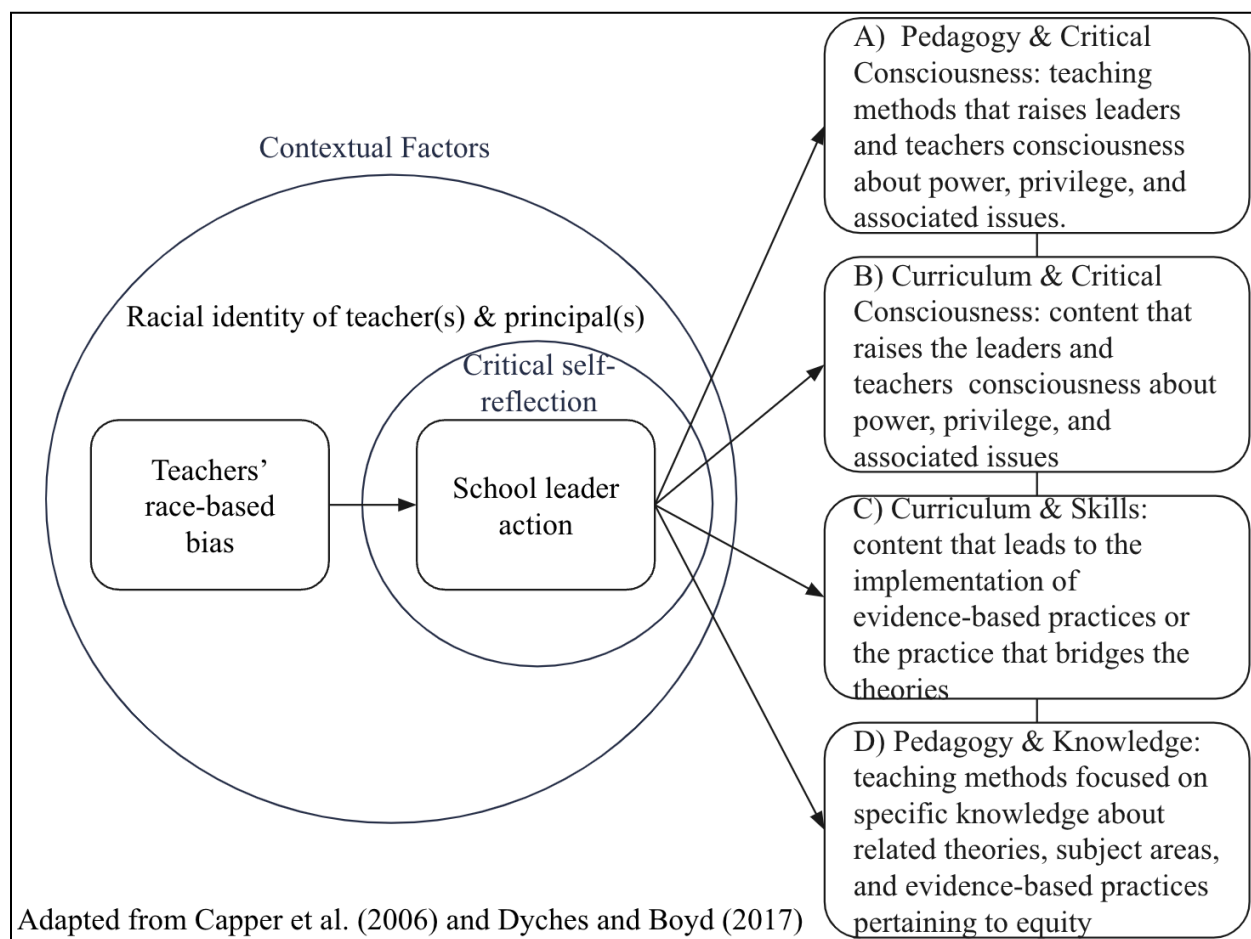 Contextual Factors
Racial identity of teacher(s) & principal(s)
Critical self-
reflection
Teachers’
race-based
bias
School leader
action
A)  Pedagogy & Critical
Consciousness: teaching
methods that raises leaders
and teachers consciousness
about power, privilege, and
associated issues.
B) Curriculum & Critical
Consciousness: content that
raises the leaders and
teachers  consciousness about
power, privilege, and
associated issues
C) Curriculum & Skills:
content that leads to the
implementation of
evidence-based practices or
the practice that bridges the
theories
D) Pedagogy & Knowledge:
teaching methods focused on
specific knowledge about
related theories, subject areas,
and evidence-based practices
pertaining to equity
Adapted from Capper et al. (2006) and Dyches and Boyd (2017)